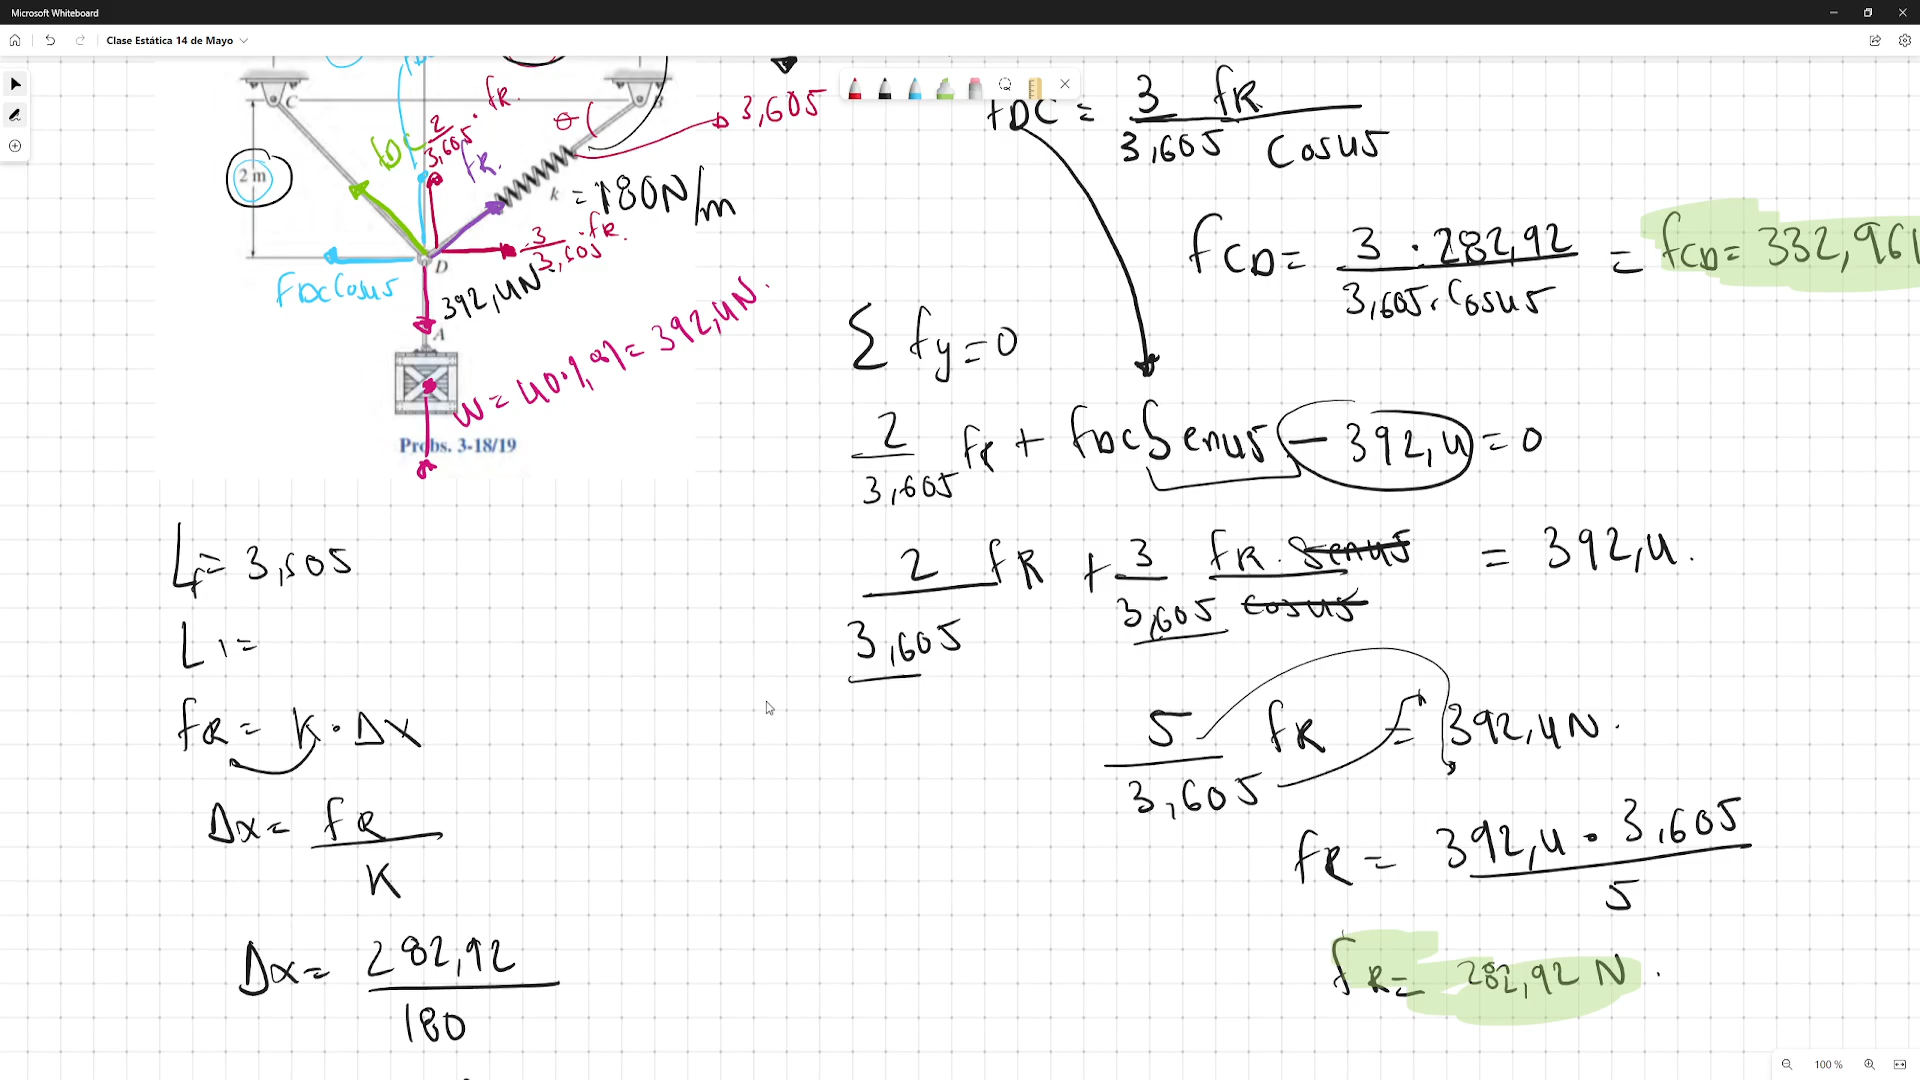 Microsoft Whiteboard
Clase Estática 14 de Mayo
C
B
θ
fR.
3,605
2/3,605 · fR
fD
fR.
2 m
k = 180N/m
3/3,605 · fR.
D
FDC Cos45
392,4N
A
W = 40·9,81 = 392,4N.
Probs. 3-18/19
Lf = 3,605
L1 =
fR = K · Δx
Δx = fR / K
Δx = 282,92 / 180
fDC = 3 fR / 3,605 Cos45
fCD = 3 · 282,92 / 3,605 · Cos45 = fCD = 332,961
Σ fy = 0
2/3,605 fR + fDC Sen45 - 392,4 = 0
2/3,605 fR + 3/3,605 fR · Sen45 / Cos45 = 392,4.
5/3,605 fR = 392,4N.
fR = 392,4 · 3,605 / 5
fR = 282,92 N.
100 %